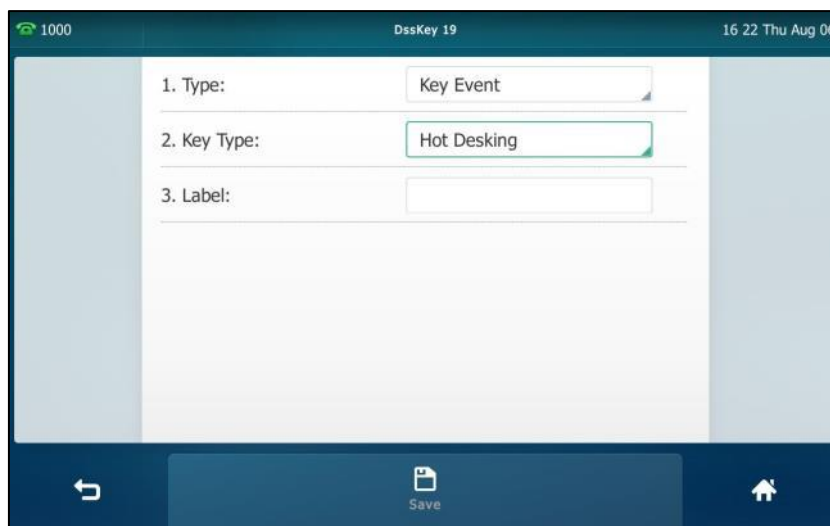 1000 DssKey 19 16 22 Thu Aug 06
1. Type: Key Event
2. Key Type: Hot Desking
3. Label:
Save